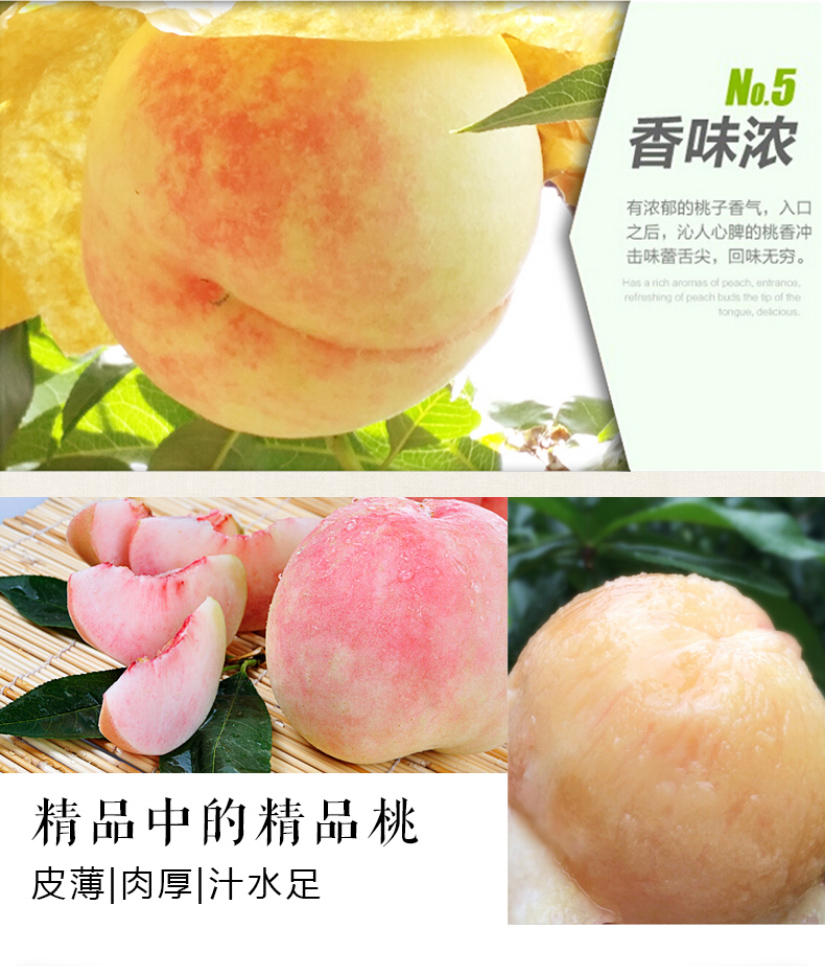 No.5
香味浓
有浓郁的桃子香气，入口
之后，沁人心脾的桃香冲
击味蕾舌尖，回味无穷。
Has a rich aromas of peach, entrance,
refreshing of peach buds the tip of the
tongue, delicious.
精品中的精品桃
皮薄|肉厚|汁水足